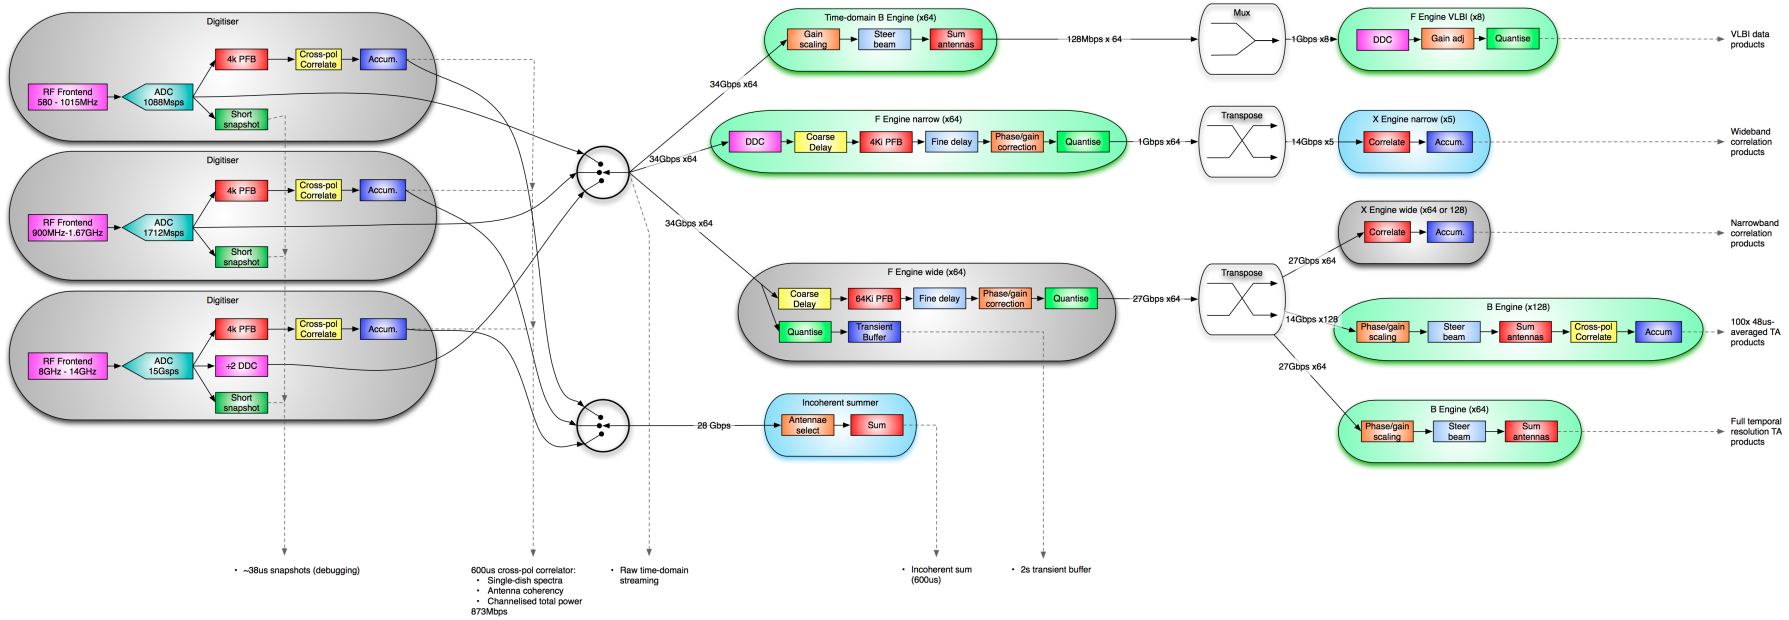 Digitiser
4k PFB
Cross-pol
Correlate
Accum.
RF Frontend
580 - 1015MHz
ADC
1088Msps
Short
snapshot
Digitiser
4k PFB
Cross-pol
Correlate
Accum.
RF Frontend
900MHz-1.67GHz
ADC
1712Msps
Short
snapshot
Digitiser
4k PFB
Cross-pol
Correlate
Accum.
RF Frontend
8GHz - 14GHz
ADC
15Gsps
÷2 DDC
Short
snapshot
34Gbps x64
34Gbps x64
34Gbps x64
28 Gbps
Time-domain B Engine (x64)
Gain
scaling
Steer
beam
Sum
antennas
128Mbps x 64
Mux
1Gbps x8
F Engine VLBI (x8)
DDC
Gain adj
Quantise
VLBI data
products
F Engine narrow (x64)
DDC
Coarse
Delay
4Ki PFB
Fine delay
Phase/gain
correction
Quantise
1Gbps x64
Transpose
14Gbps x5
X Engine narrow (x5)
Correlate
Accum.
Wideband
correlation
products
X Engine wide (x64 or 128)
Correlate
Accum.
Narrowband
correlation
products
F Engine wide (x64)
Coarse
Delay
64Ki PFB
Fine delay
Phase/gain
correction
Quantise
Quantise
Transient
Buffer
27Gbps x64
Transpose
27Gbps x64
14Gbps x128
27Gbps x64
B Engine (x128)
Phase/gain
scaling
Steer
beam
Sum
antennas
Cross-pol
Correlate
Accum
100x 48us-
averaged TA
products
Incoherent summer
Antennae
select
Sum
B Engine (x64)
Phase/gain
scaling
Steer
beam
Sum
antennas
Full temporal
resolution TA
products
• ~38us snapshots (debugging)
600us cross-pol correlator:
• Single-dish spectra
• Antenna coherency
• Channelised total power
873Mbps
• Raw time-domain
streaming
• Incoherent sum
(600us)
• 2s transient buffer